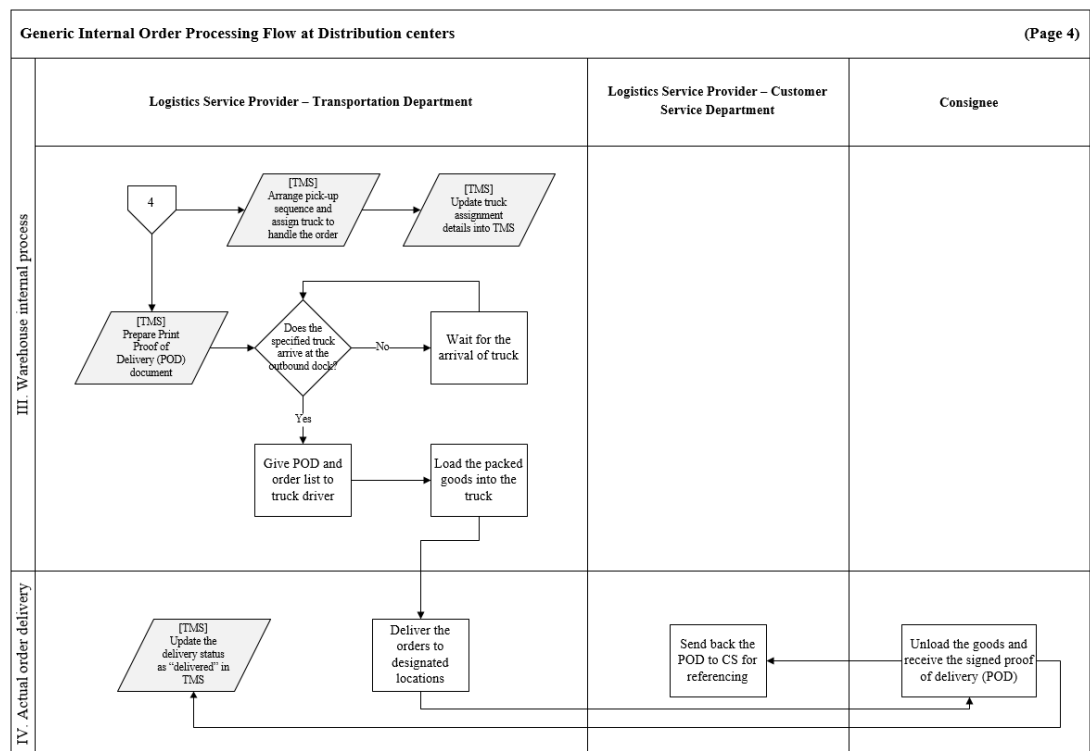 Generic Internal Order Processing Flow at Distribution centers
(Page 4)
Logistics Service Provider – Transportation Department
Logistics Service Provider – Customer
Service Department
Consignee
III. Warehouse internal process
4
[TMS]
Arrange pick-up
sequence and
assign truck to
handle the order
[TMS]
Update truck
assignment
details into TMS
[TMS]
Prepare Print
Proof of
Delivery (POD)
document
Does the
specified truck
arrive at the
outbound dock?
No
Wait for the
arrival of truck
Yes
Give POD and
order list to
truck driver
Load the packed
goods into the
truck
IV. Actual order delivery
[TMS]
Update the
delivery status
as “delivered” in
TMS
Deliver the
orders to
designated
locations
Send back the
POD to CS for
referencing
Unload the goods and
receive the signed proof
of delivery (POD)